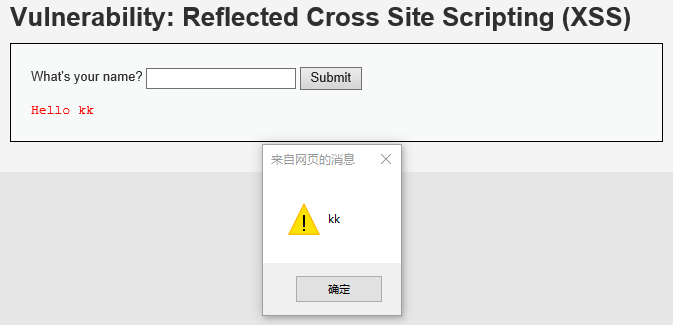 Vulnerability: Reflected Cross Site Scripting (XSS)
What's your name? Submit
Hello kk
来自网页的消息
kk
确定